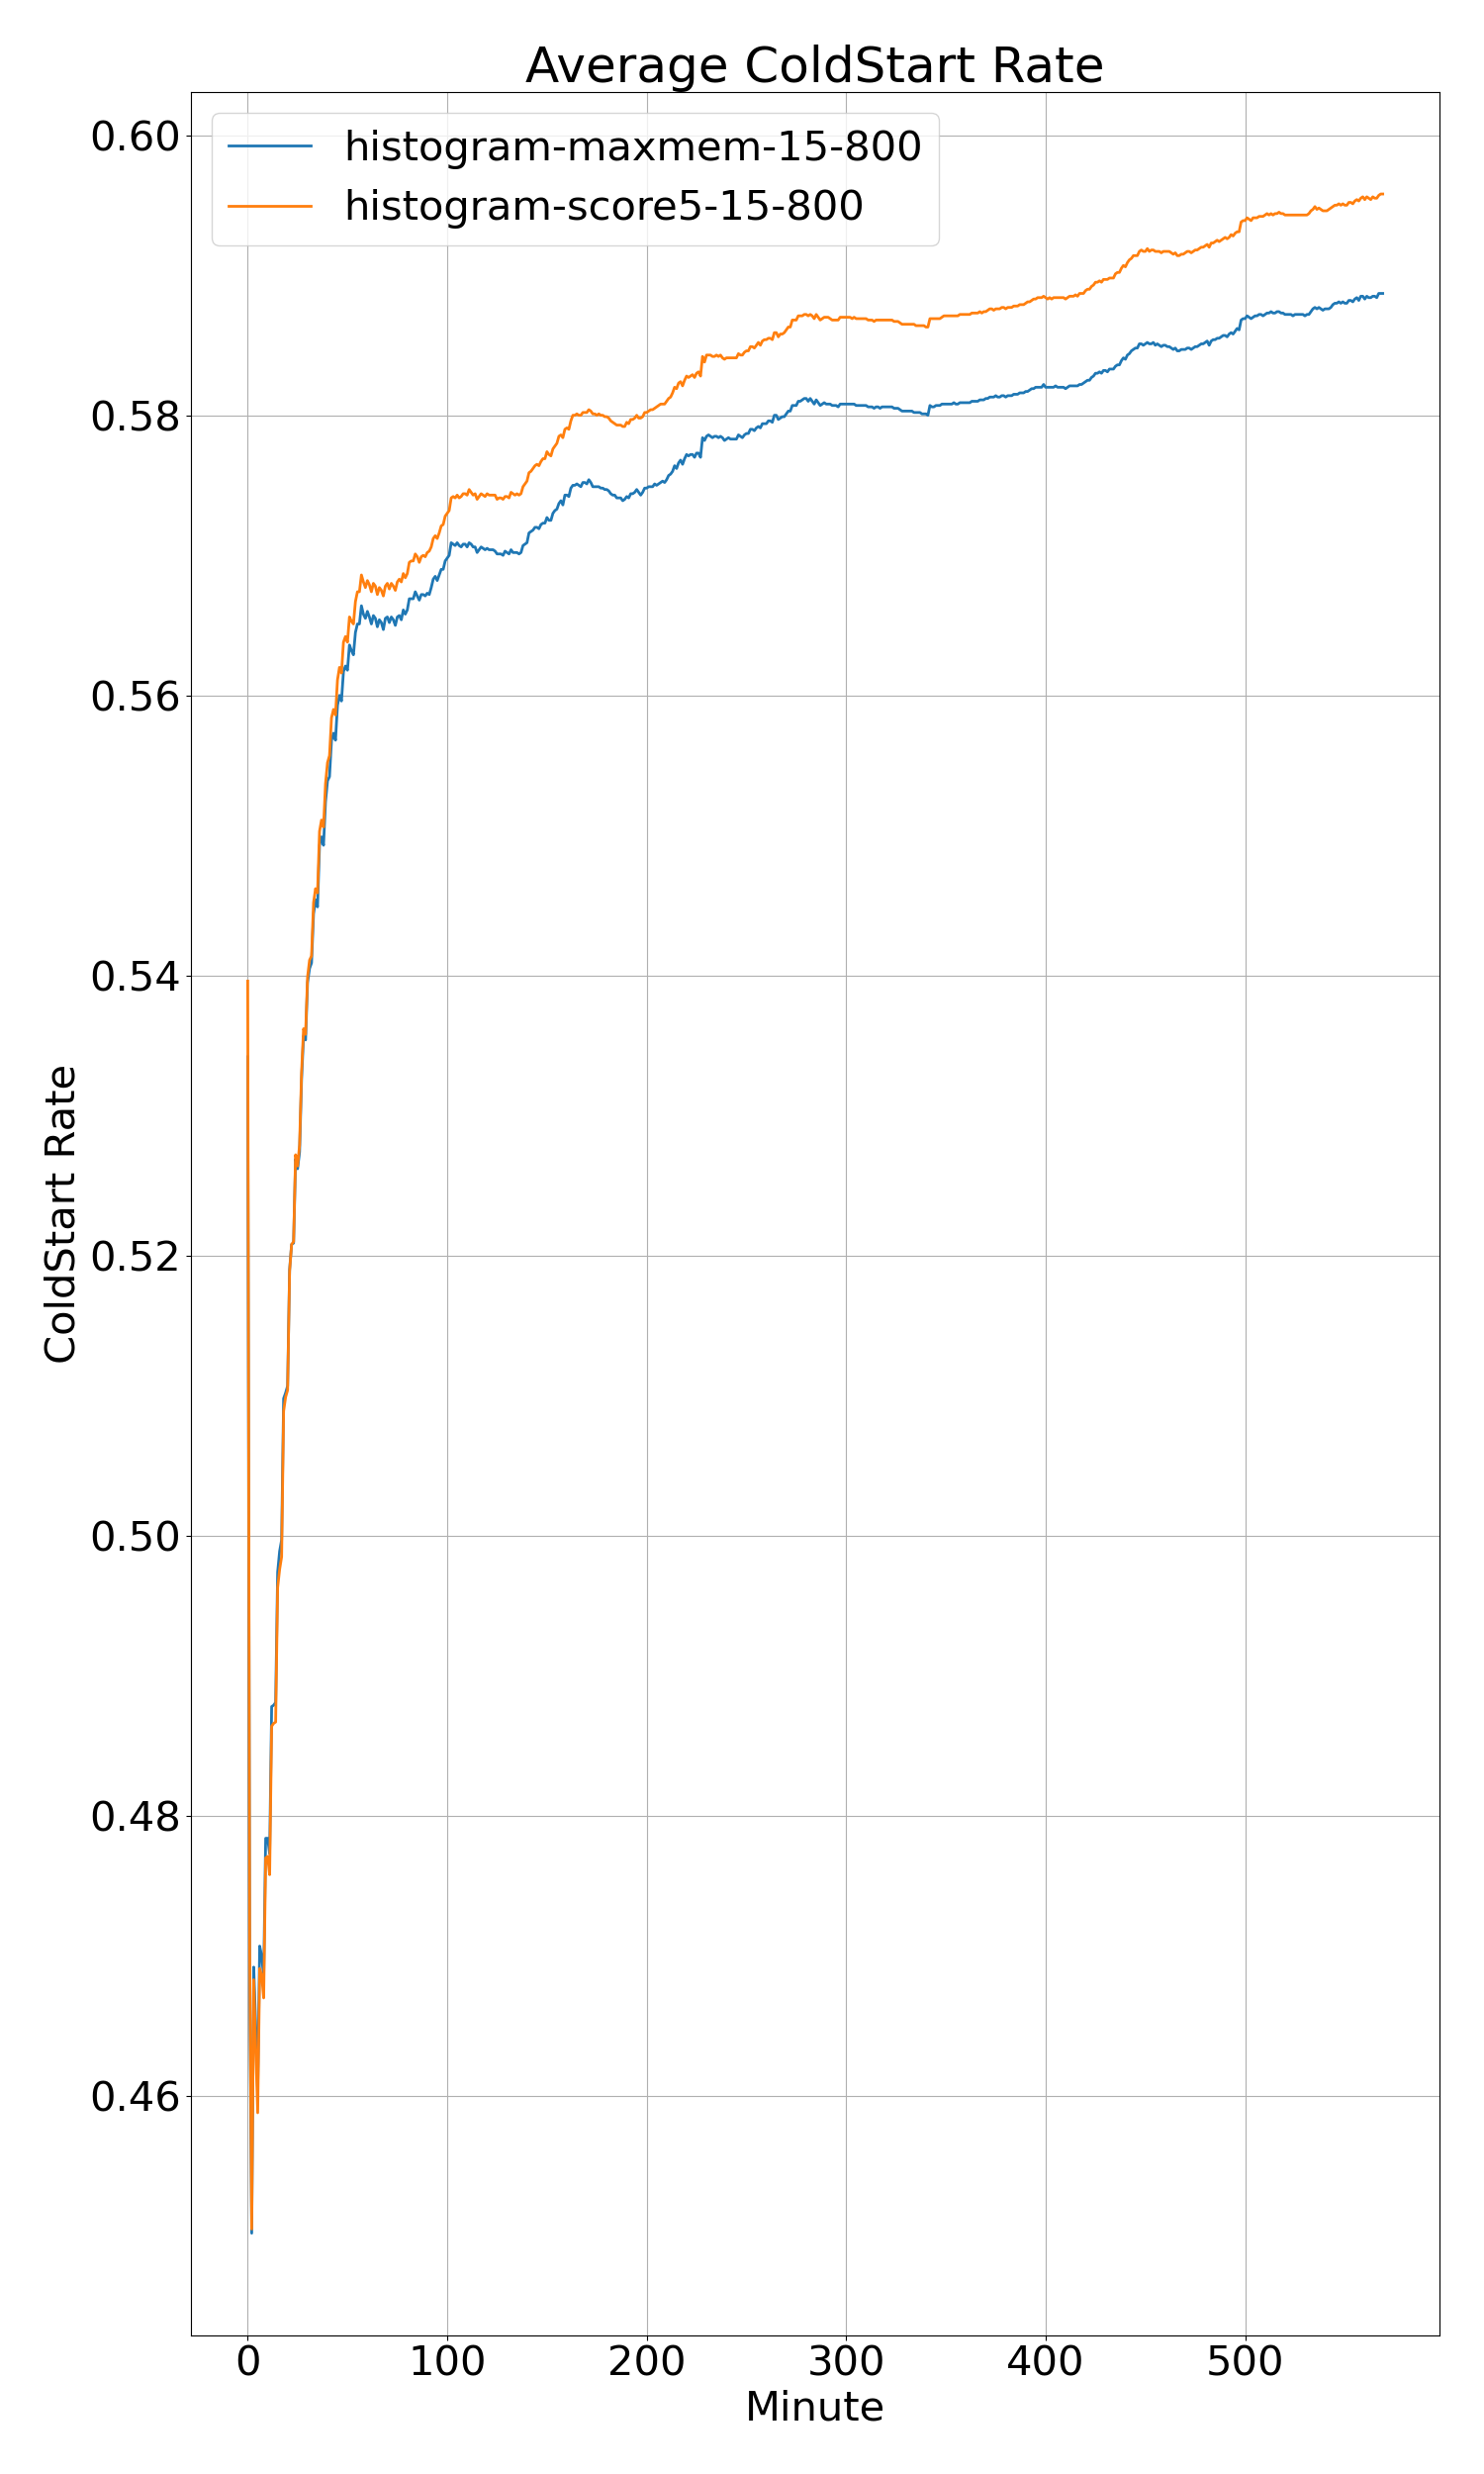 Average ColdStart Rate
histogram-maxmem-15-800
histogram-score5-15-800
ColdStart Rate
0.60
0.58
0.56
0.54
0.52
0.50
0.48
0.46
0 100 200 300 400 500
Minute